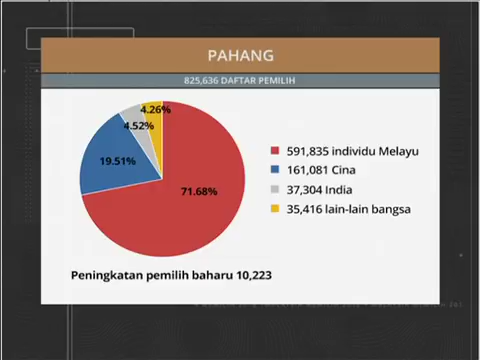 PAHANG
825,636 DAFTAR PEMILIH
4.26%
4.52%
19.51%
71.68%
591,835 individu Melayu
161,081 Cina
37,304 India
35,416 lain-lain bangsa
Peningkatan pemilih baharu 10,223